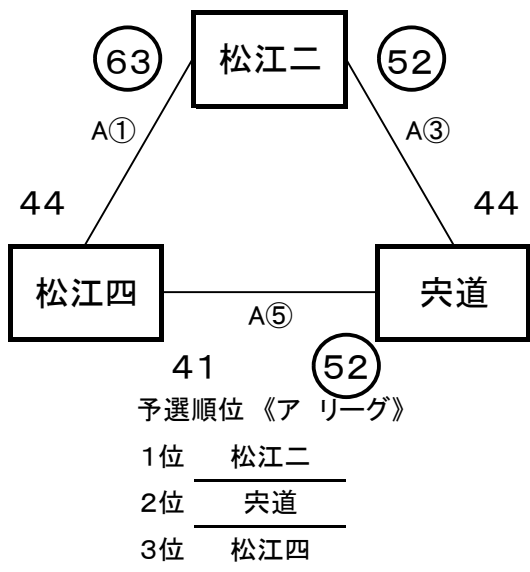 63 松江二 52
A① A③
44 44
松江四 宍道
A⑤
41 52
予選順位 《ア リーグ》
1位 松江二
2位 宍道
3位 松江四